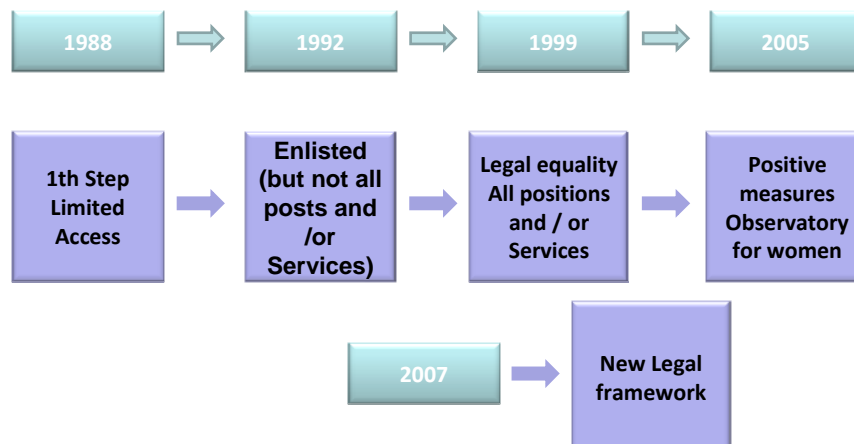 1988
1992
1999
2005
1th Step
Limited
Access
Enlisted
(but not all
posts and
/or
Services)
Legal equality
All positions
and / or
Services
Positive
measures
Observatory
for women
2007
New Legal
framework